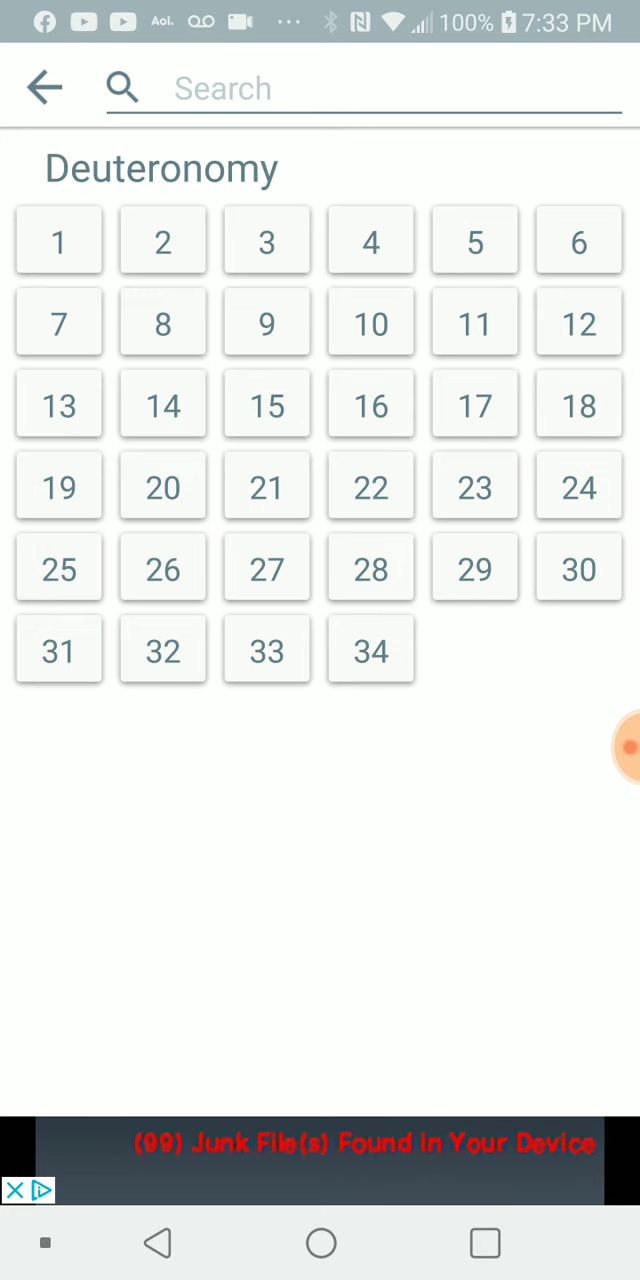 Aol. 100% 7:33 PM
Search
Deuteronomy
1 2 3 4 5 6
7 8 9 10 11 12
13 14 15 16 17 18
19 20 21 22 23 24
25 26 27 28 29 30
31 32 33 34
(99) Junk File(s) Found In Your Device